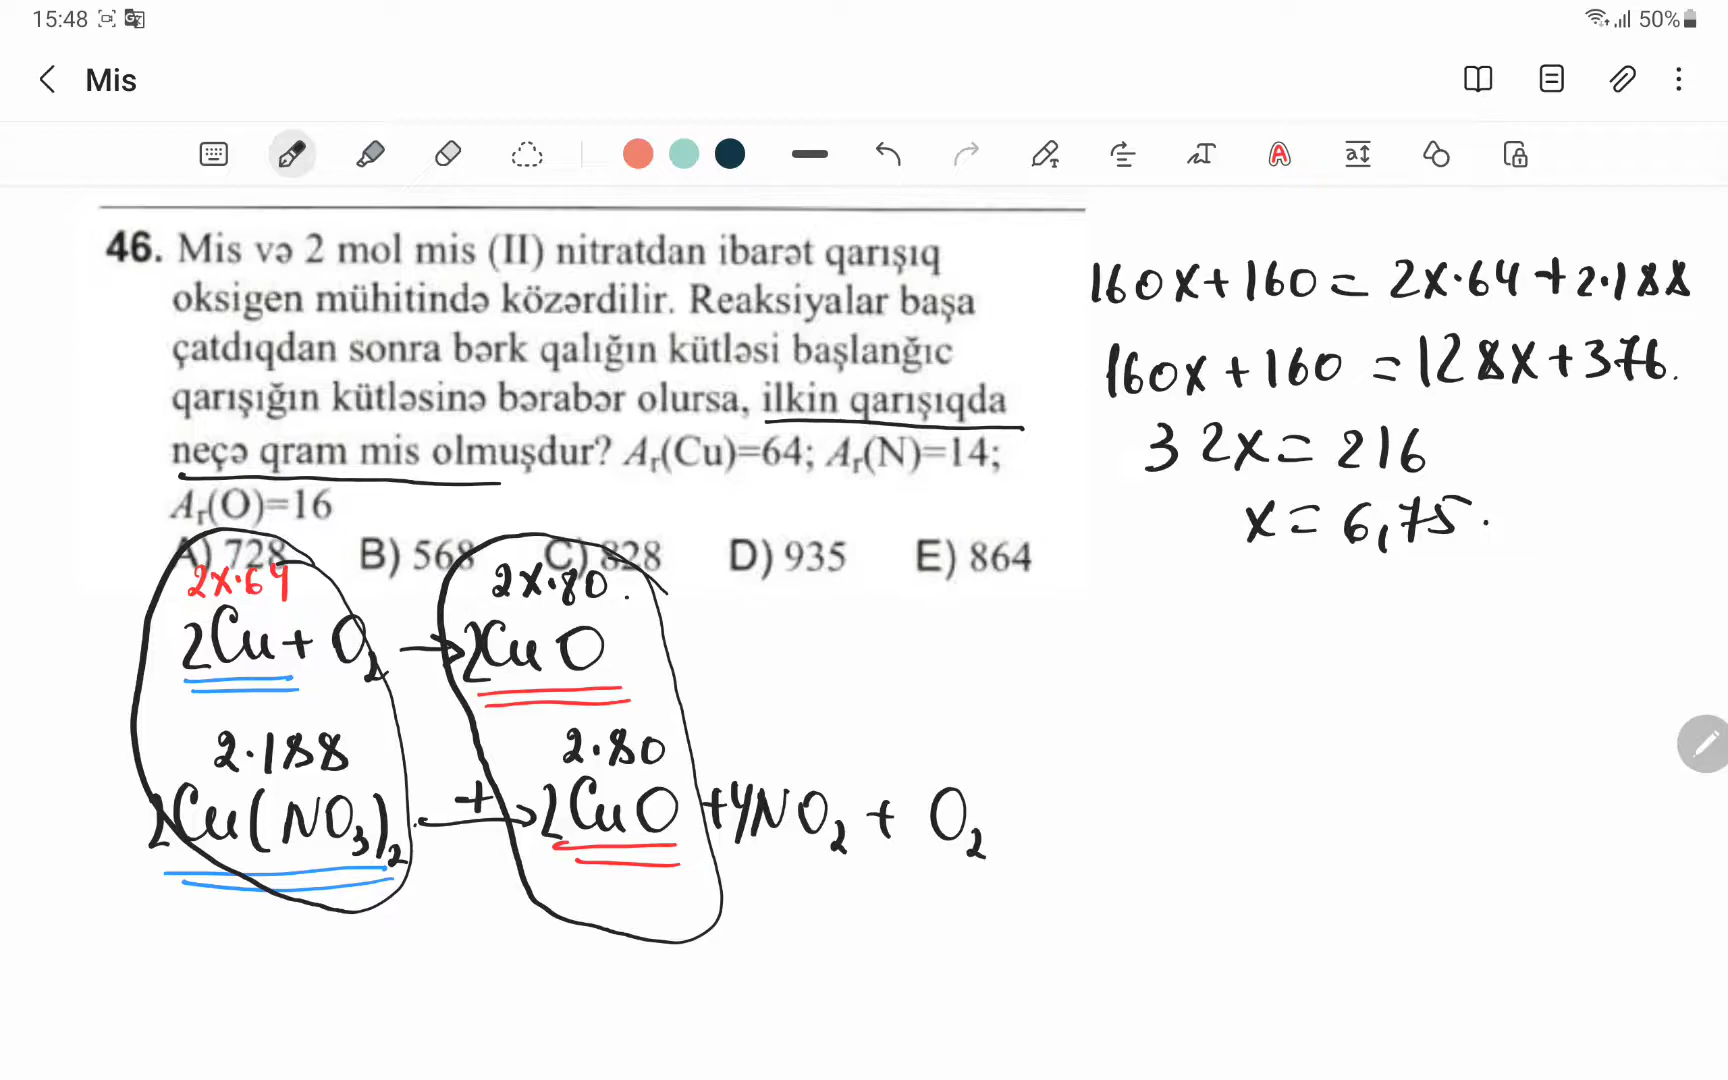 15:48
50%
Mis
46. Mis və 2 mol mis (II) nitratdan ibarət qarışıq
oksigen mühitində közərdilir. Reaksiyalar başa
çatdıqdan sonra bərk qalığın kütləsi başlanğıc
qarışığın kütləsinə bərabər olursa, ilkin qarışıqda
neçə qram mis olmuşdur? Aᵣ(Cu)=64; Aᵣ(N)=14;
Aᵣ(O)=16
A) 728 B) 568 C) 828 D) 935 E) 864
2x·64 2x·80.
2Cu + O₂ → 2CuO
2·188 2·80
2Cu(NO₃)₂ →+ 2CuO + 4NO₂ + O₂
160x+160 = 2x·64+2·188
160x+160 = 128x+376.
32x = 216
x = 6,75.